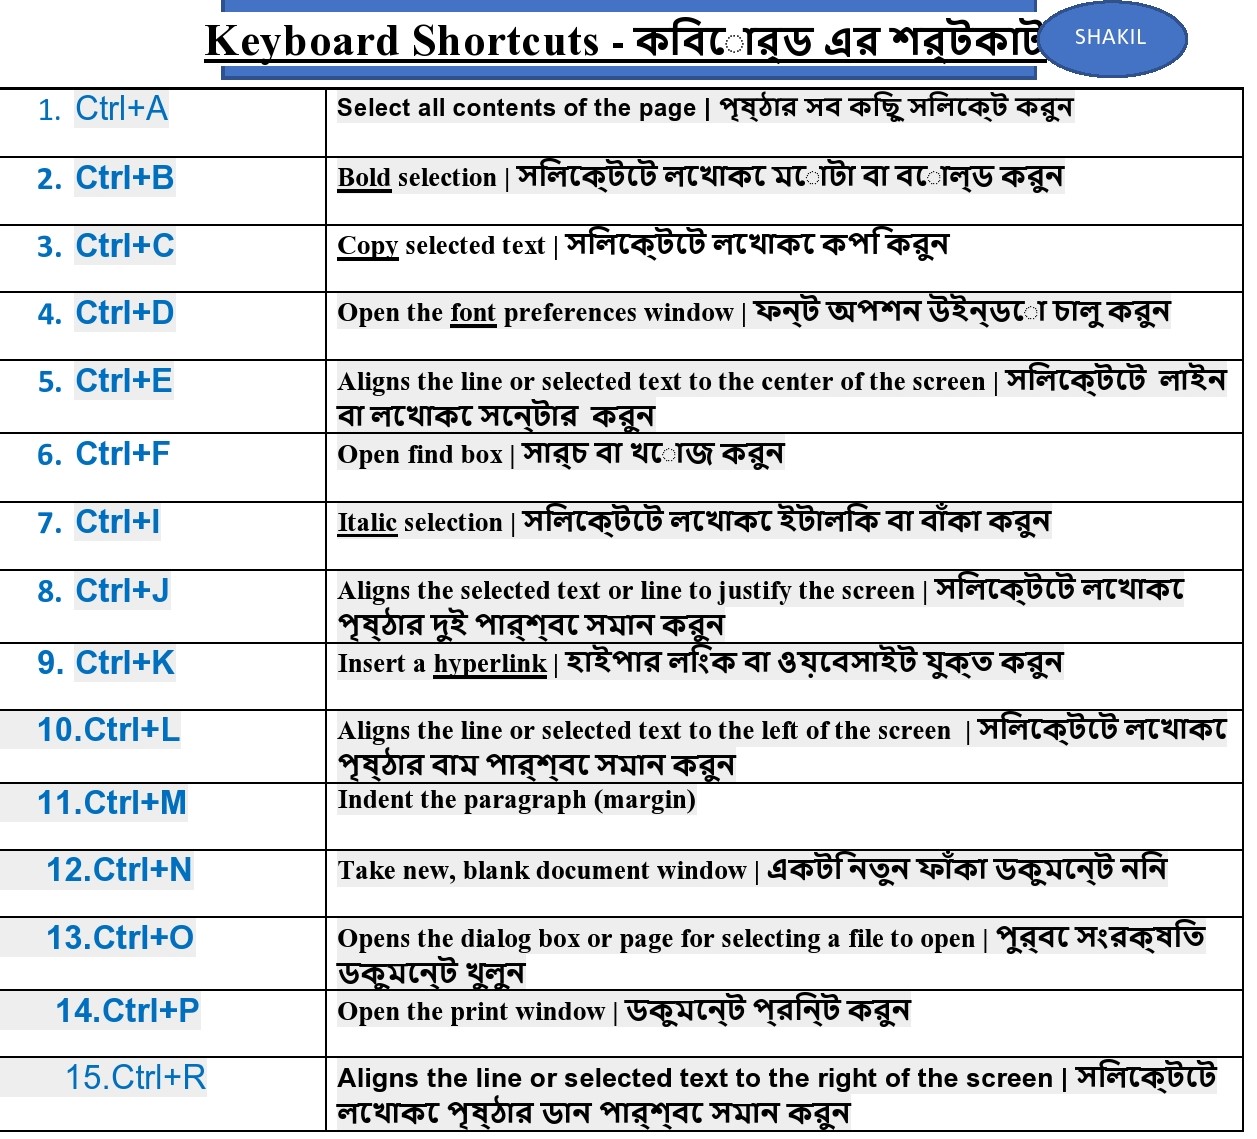 Keyboard Shortcuts - কিবোর্ড এর শর্টকাট
SHAKIL
1. Ctrl+A
Select all contents of the page | পৃষ্ঠার সব কিছু সিলেক্ট করুন
2. Ctrl+B
Bold selection | সিলেক্টেট লেখাকে মোটা বা বোল্ড করুন
3. Ctrl+C
Copy selected text | সিলেক্টেট লেখাকে কপি করুন
4. Ctrl+D
Open the font preferences window | ফন্ট অপশন উইন্ডো চালু করুন
5. Ctrl+E
Aligns the line or selected text to the center of the screen | সিলেক্টেট লাইন
বা লেখাকে সেন্টার করুন
6. Ctrl+F
Open find box | সার্চ বা খোজ করুন
7. Ctrl+I
Italic selection | সিলেক্টেট লেখাকে ইটালিক বা বাঁকা করুন
8. Ctrl+J
Aligns the selected text or line to justify the screen | সিলেক্টেট লেখাকে
পৃষ্ঠার দুই পার্শ্বে সমান করুন
9. Ctrl+K
Insert a hyperlink | হাইপার লিংক বা ওয়বেসাইট যুক্ত করুন
10.Ctrl+L
Aligns the line or selected text to the left of the screen | সিলেক্টেট লেখাকে
পৃষ্ঠার বাম পার্শ্বে সমান করুন
11.Ctrl+M
Indent the paragraph (margin)
12.Ctrl+N
Take new, blank document window | একটি নতুন ফাঁকা ডকুমেন্ট নিন
13.Ctrl+O
Opens the dialog box or page for selecting a file to open | পুর্বে সংরক্ষিত
ডকুমেন্ট খুলুন
14.Ctrl+P
Open the print window | ডকুমেন্ট প্রিন্ট করুন
15.Ctrl+R
Aligns the line or selected text to the right of the screen | সিলেক্টেট
লেখাকে পৃষ্ঠার ডান পার্শ্বে সমান করুন